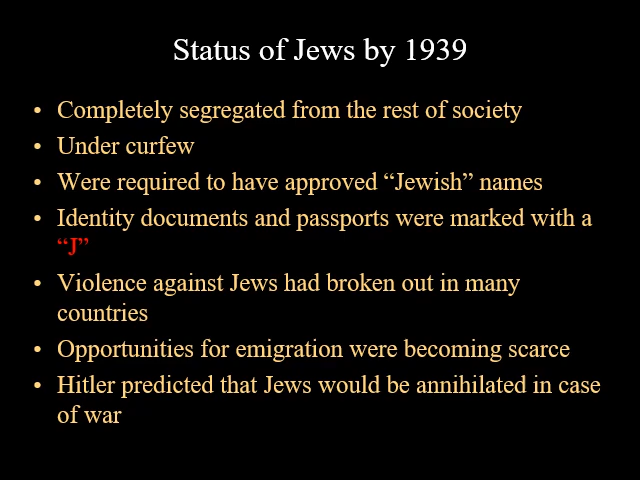 Status of Jews by 1939
• Completely segregated from the rest of society
• Under curfew
• Were required to have approved “Jewish” names
• Identity documents and passports were marked with a
“J”
• Violence against Jews had broken out in many
countries
• Opportunities for emigration were becoming scarce
• Hitler predicted that Jews would be annihilated in case
of war